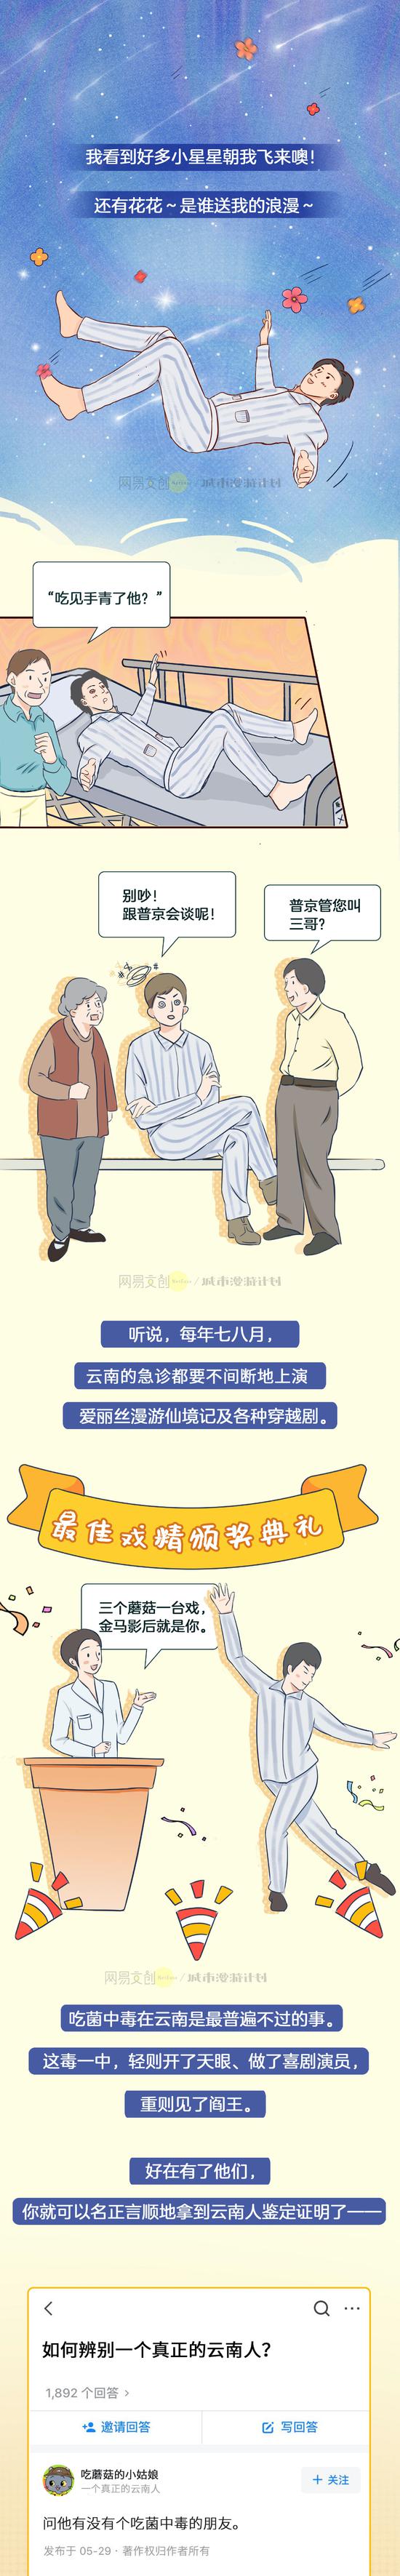 我看到好多小星星朝我飞来噢!
还有花花~是谁送我的浪漫~
网易文创 / 城市漫游计划
“吃见手青了他？”
别吵!
跟普京会谈呢!
普京管您叫
三哥?
网易文创 / 城市漫游计划
听说，每年七八月，
云南的急诊都要不间断地上演
爱丽丝漫游仙境记及各种穿越剧。
最佳戏精颁奖典礼
三个蘑菇一台戏，
金马影后就是你。
网易文创 / 城市漫游计划
吃菌中毒在云南是最普遍不过的事。
这毒一中，轻则开了天眼、做了喜剧演员，
重则见了阎王。
好在有了他们，
你就可以名正言顺地拿到云南人鉴定证明了——
如何辨别一个真正的云南人？
1,892 个回答 >
邀请回答
写回答
吃蘑菇的小姑娘
一个真正的云南人
+ 关注
问他有没有个吃菌中毒的朋友。
发布于 05-29 · 著作权归作者所有